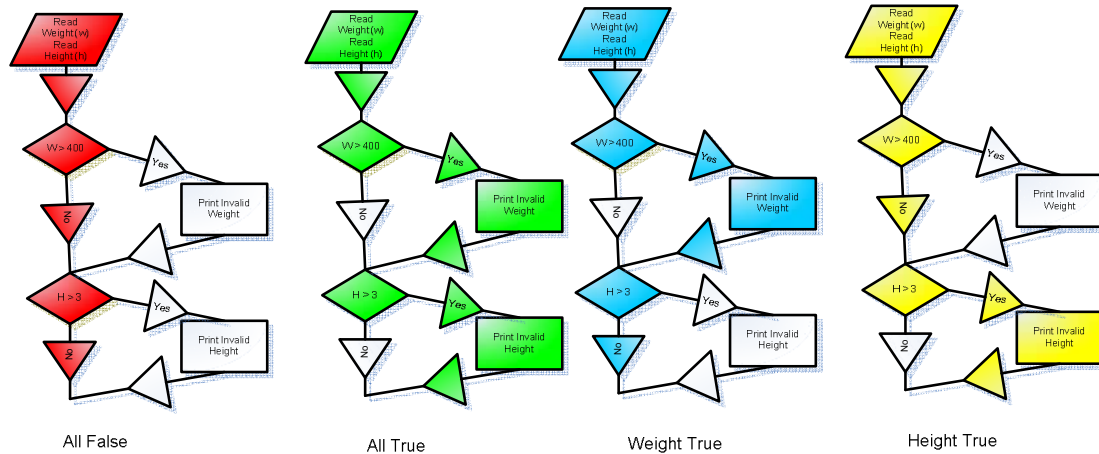 Read
Weight(w)
Read
Height(h)
W>400
Yes
Print Invalid
Weight
No
H>3
Yes
Print Invalid
Height
No
All False
Read
Weight(w)
Read
Height(h)
W>400
Yes
Print Invalid
Weight
No
H>3
Yes
Print Invalid
Height
No
All True
Read
Weight(w)
Read
Height(h)
W>400
Yes
Print Invalid
Weight
No
H>3
Yes
Print Invalid
Height
No
Weight True
Read
Weight(w)
Read
Height(h)
W>400
Yes
Print Invalid
Weight
No
H>3
Yes
Print Invalid
Height
No
Height True